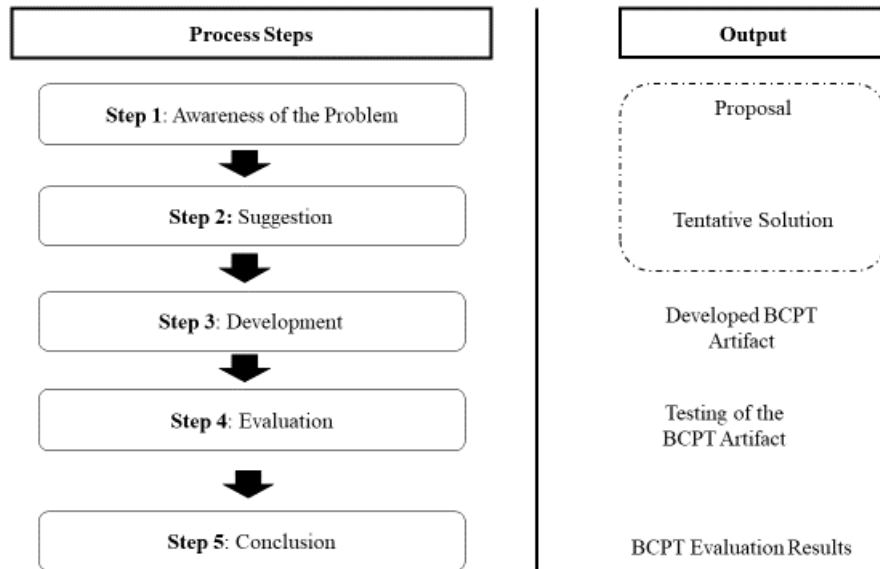 Process Steps
Output
Step 1: Awareness of the Problem
Proposal
Step 2: Suggestion
Tentative Solution
Step 3: Development
Developed BCPT
Artifact
Step 4: Evaluation
Testing of the
BCPT Artifact
Step 5: Conclusion
BCPT Evaluation Results